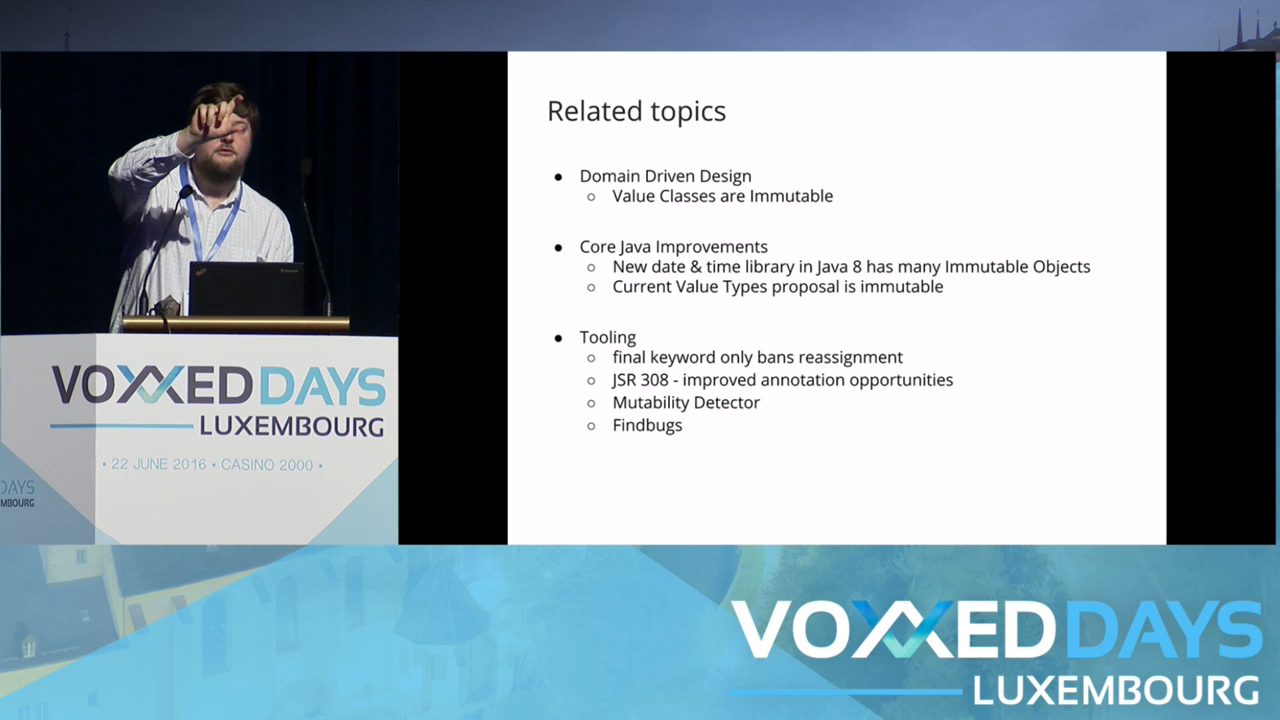 Related topics
● Domain Driven Design
○ Value Classes are Immutable
● Core Java Improvements
○ New date & time library in Java 8 has many Immutable Objects
○ Current Value Types proposal is immutable
● Tooling
○ final keyword only bans reassignment
○ JSR 308 - improved annotation opportunities
○ Mutability Detector
○ Findbugs
VOXXED DAYS
LUXEMBOURG
• 22 JUNE 2016 • CASINO 2000 •
DAYS
MBOURG
VOXXED DAYS
LUXEMBOURG